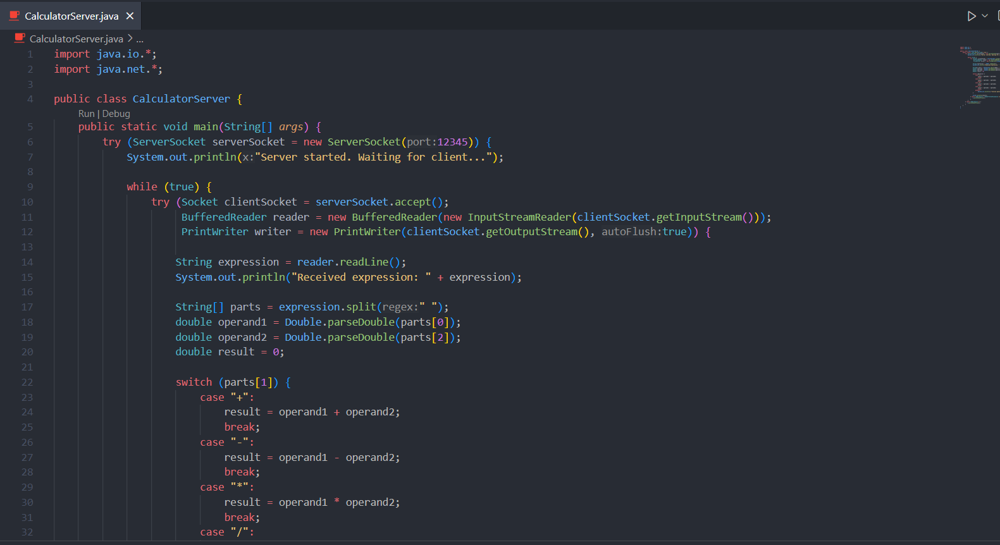 CalculatorServer.java
CalculatorServer.java > ...
1 import java.io.*;
2 import java.net.*;
3
4 public class CalculatorServer {
Run | Debug
5 public static void main(String[] args) {
6 try (ServerSocket serverSocket = new ServerSocket(port:12345)) {
7 System.out.println(x:"Server started. Waiting for client...");
8
9 while (true) {
10 try (Socket clientSocket = serverSocket.accept();
11 BufferedReader reader = new BufferedReader(new InputStreamReader(clientSocket.getInputStream()));
12 PrintWriter writer = new PrintWriter(clientSocket.getOutputStream(), autoFlush:true)) {
13
14 String expression = reader.readLine();
15 System.out.println("Received expression: " + expression);
16
17 String[] parts = expression.split(regex:" ");
18 double operand1 = Double.parseDouble(parts[0]);
19 double operand2 = Double.parseDouble(parts[2]);
20 double result = 0;
21
22 switch (parts[1]) {
23 case "+":
24 result = operand1 + operand2;
25 break;
26 case "-":
27 result = operand1 - operand2;
28 break;
29 case "*":
30 result = operand1 * operand2;
31 break;
32 case "/":